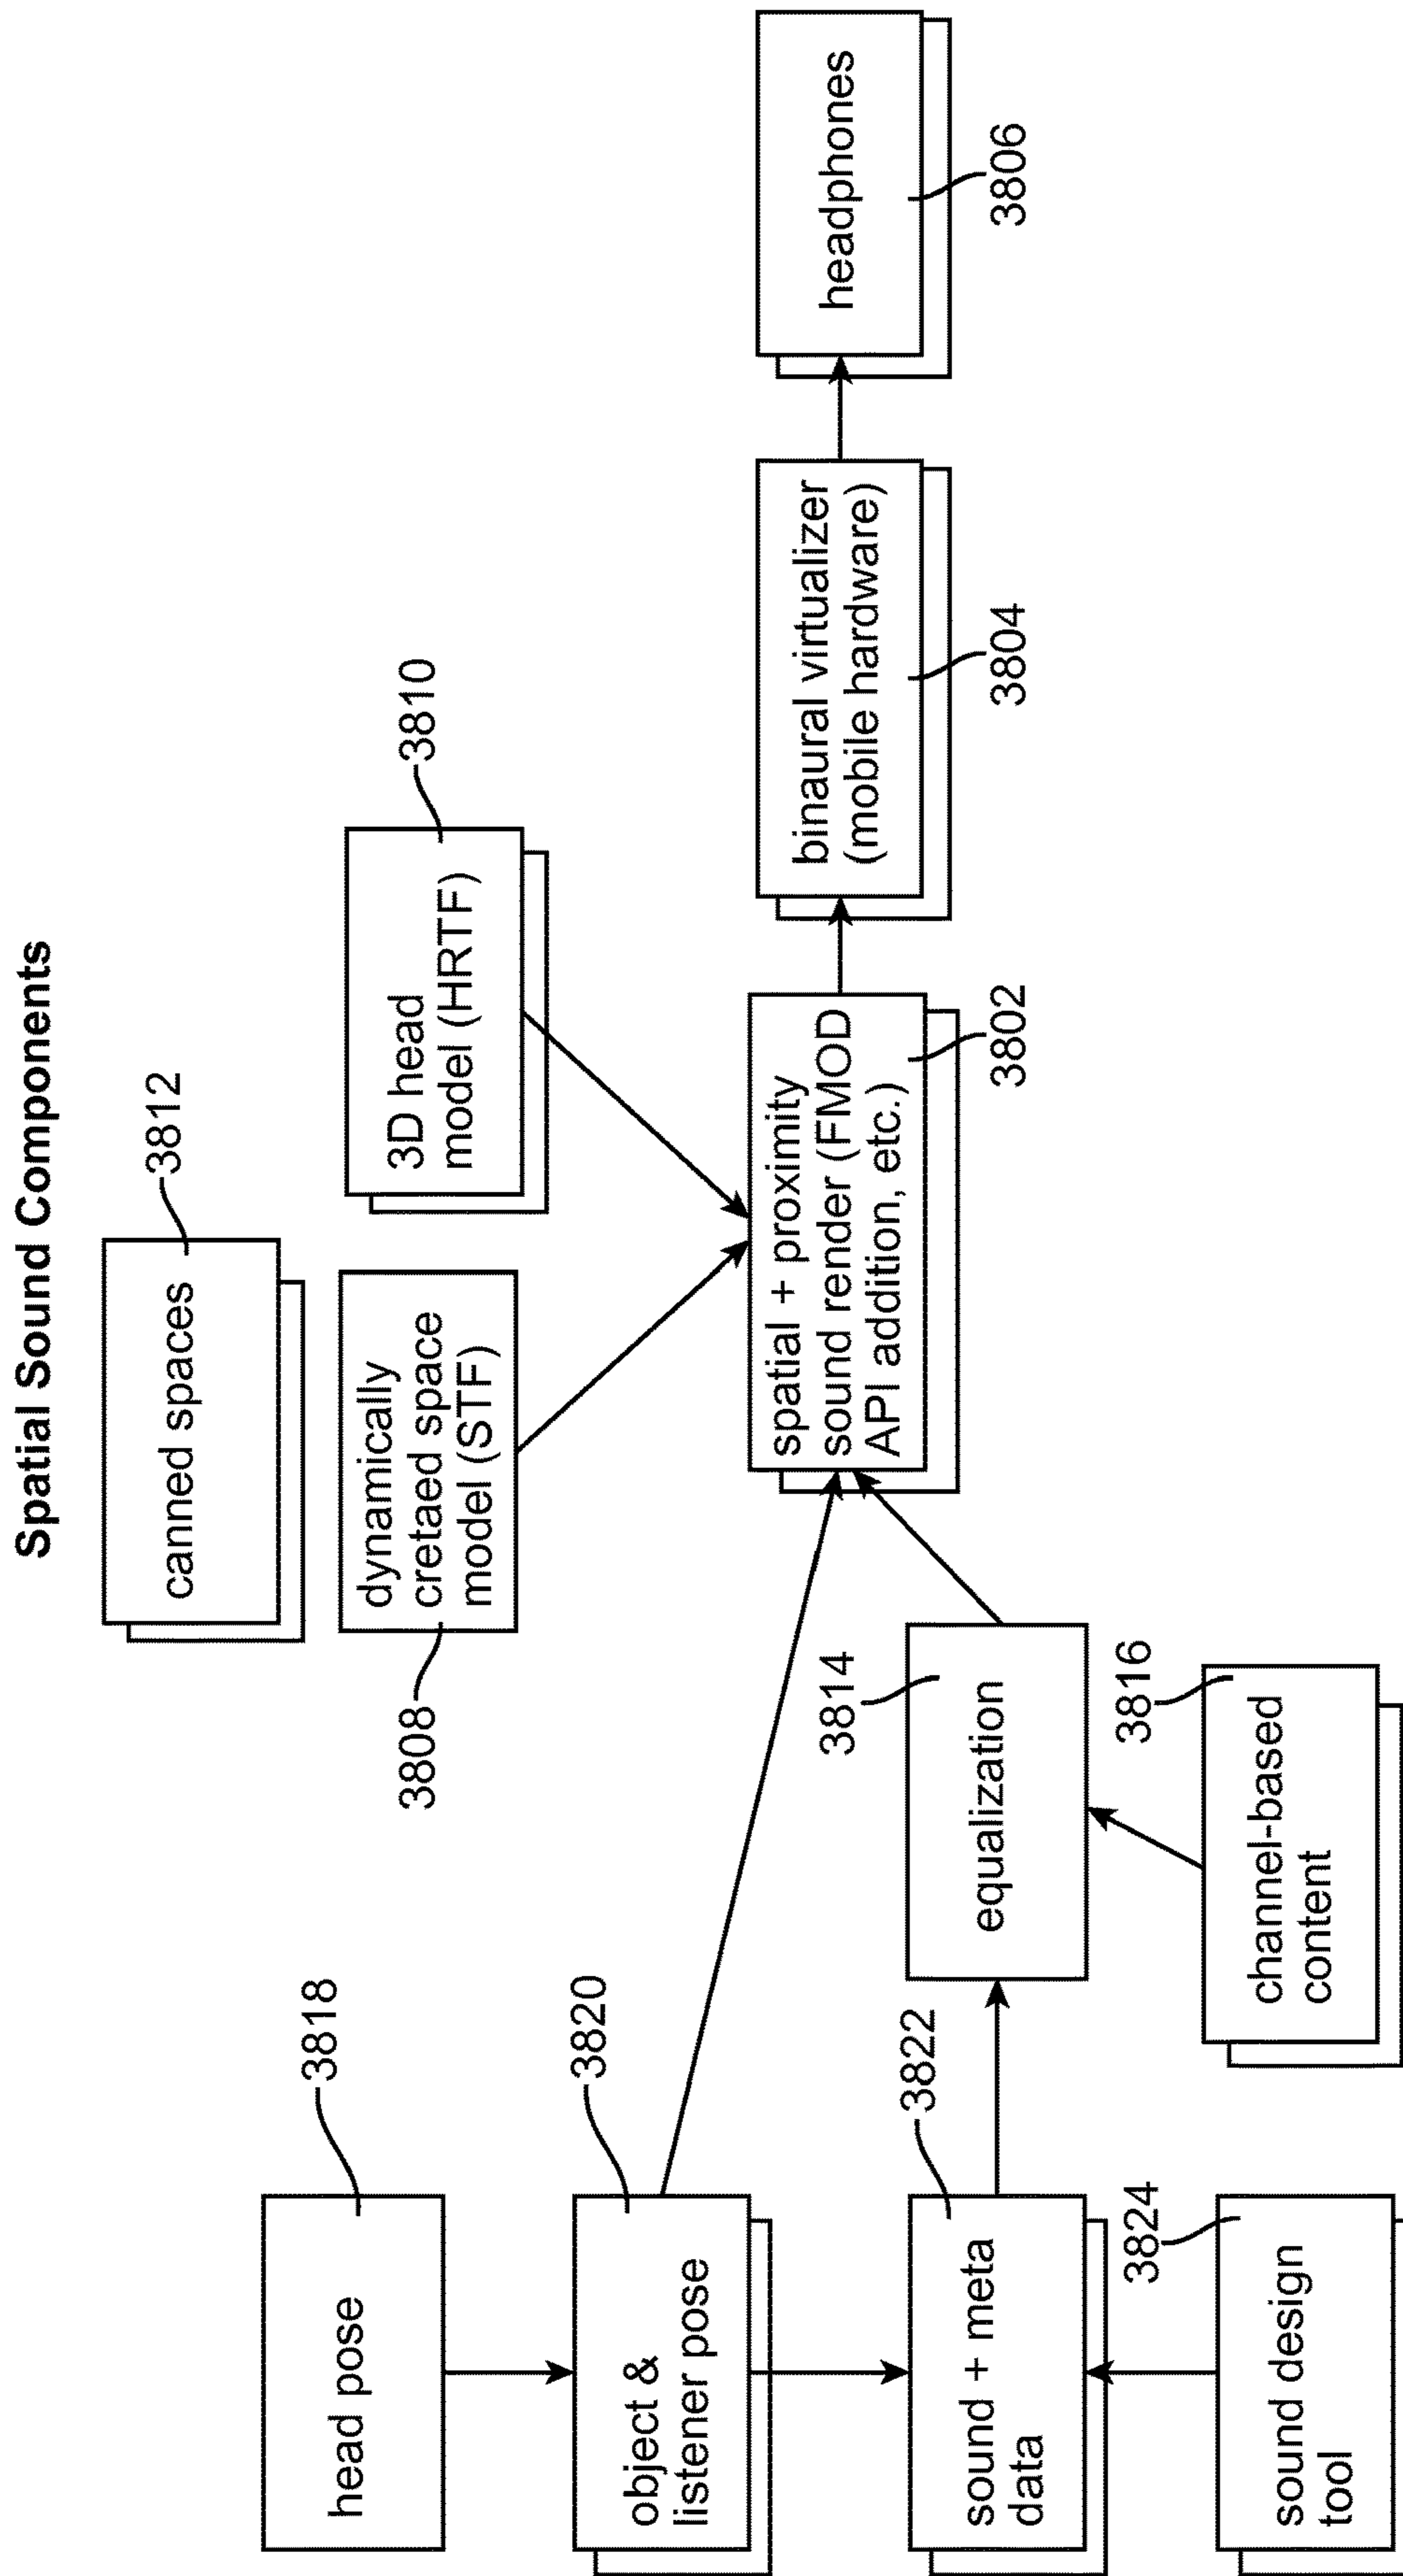 Spatial Sound Components
3812
canned spaces
3810
3D head
model (HRTF)
dynamically
cretaed space
model (STF)
3808
3818
head pose
3820
object &
listener pose
spatial + proximity
sound render (FMOD
API addition, etc.)
3802
binaural virtualizer
(mobile hardware)
3804
headphones
3806
3814
equalization
3822
sound + meta
data
3816
channel-based
content
3824
sound design
tool